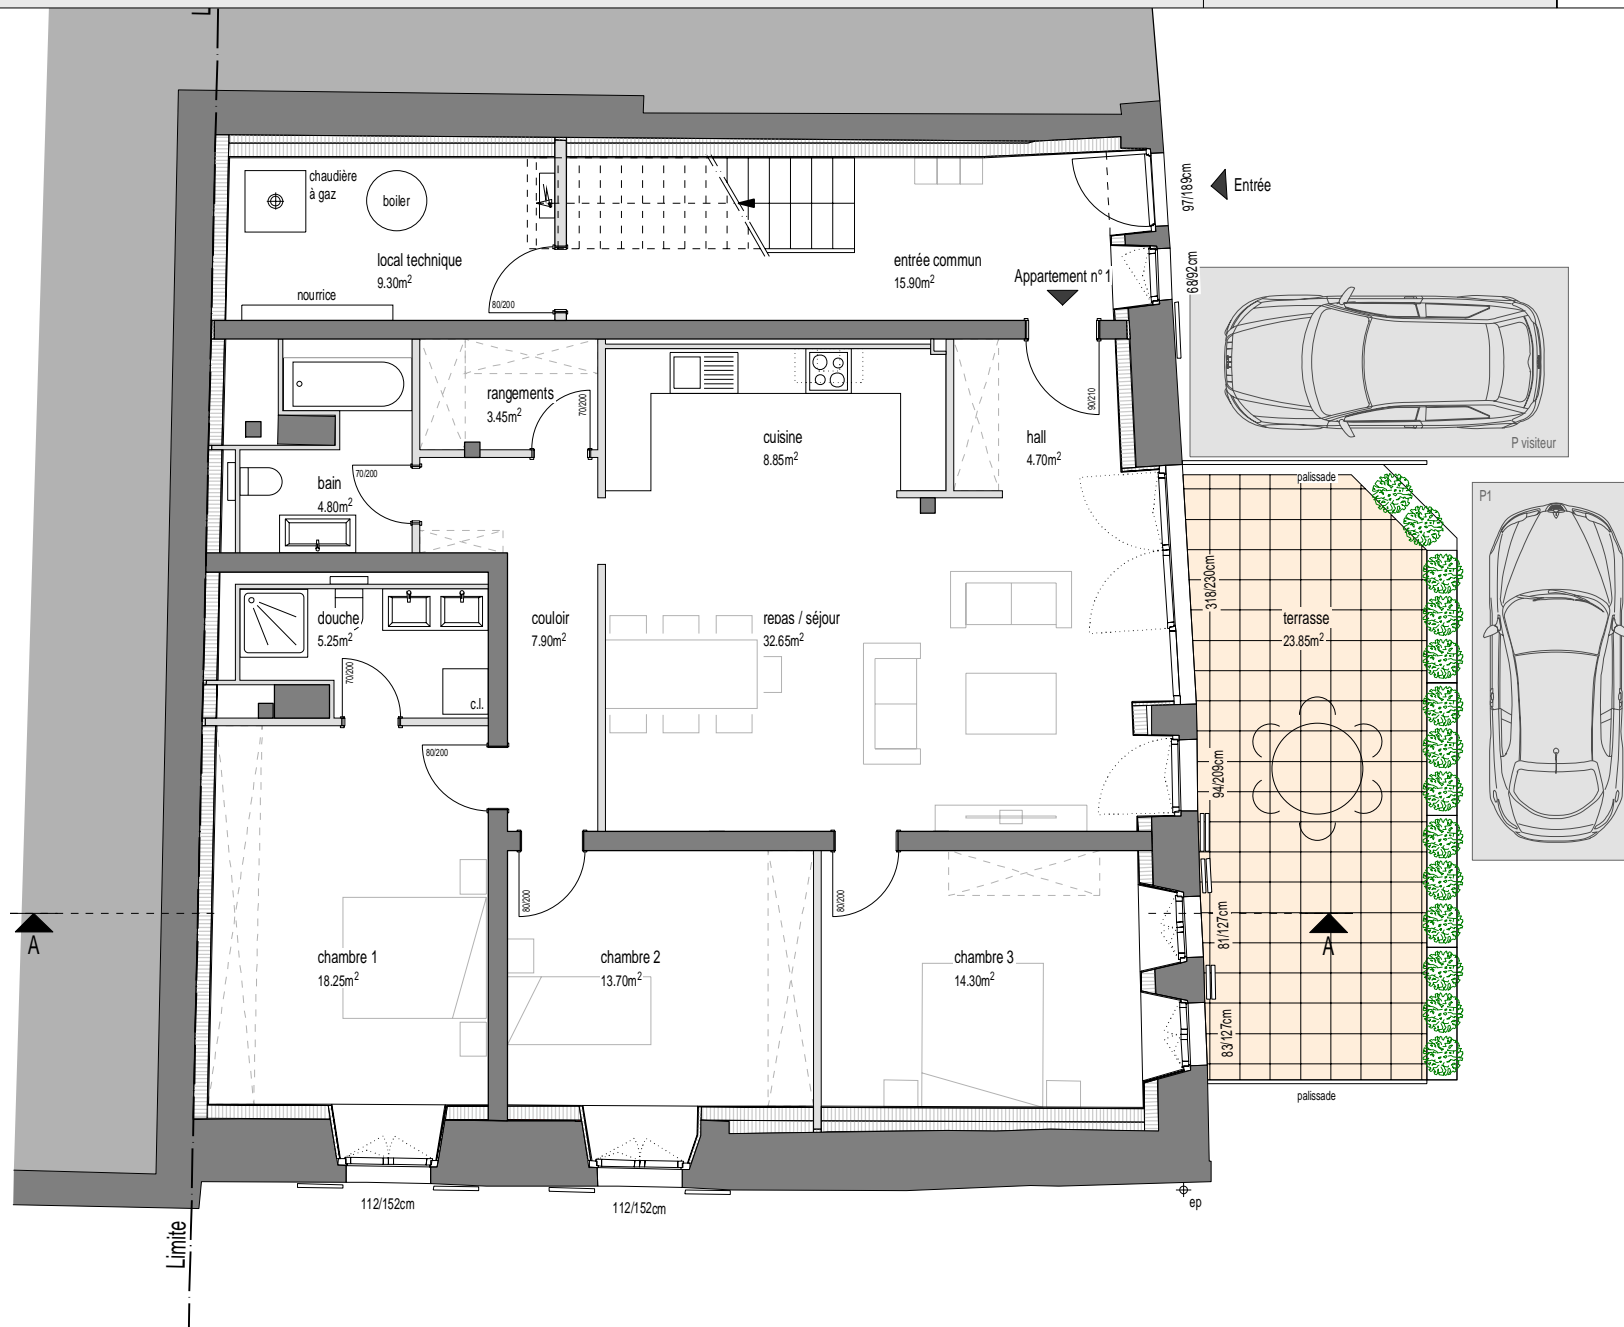 chaudière
à gaz
boiler
local technique
9.30m²
nourrice
80/200
entrée commun
15.90m²
Appartement n°1
97/189cm
Entrée
68/92cm
rangements
3.45m²
70/200
cuisine
8.85m²
hall
4.70m²
90/210
P visiteur
bain
4.80m²
70/200
palissade
P1
318/230cm
douche
5.25m²
70/200
c.l.
couloir
7.90m²
repas / séjour
32.65m²
terrasse
23.85m²
80/200
94/209cm
80/200
80/200
A
A
81/127cm
chambre 1
18.25m²
chambre 2
13.70m²
chambre 3
14.30m²
83/127cm
palissade
112/152cm
112/152cm
ep
Limite